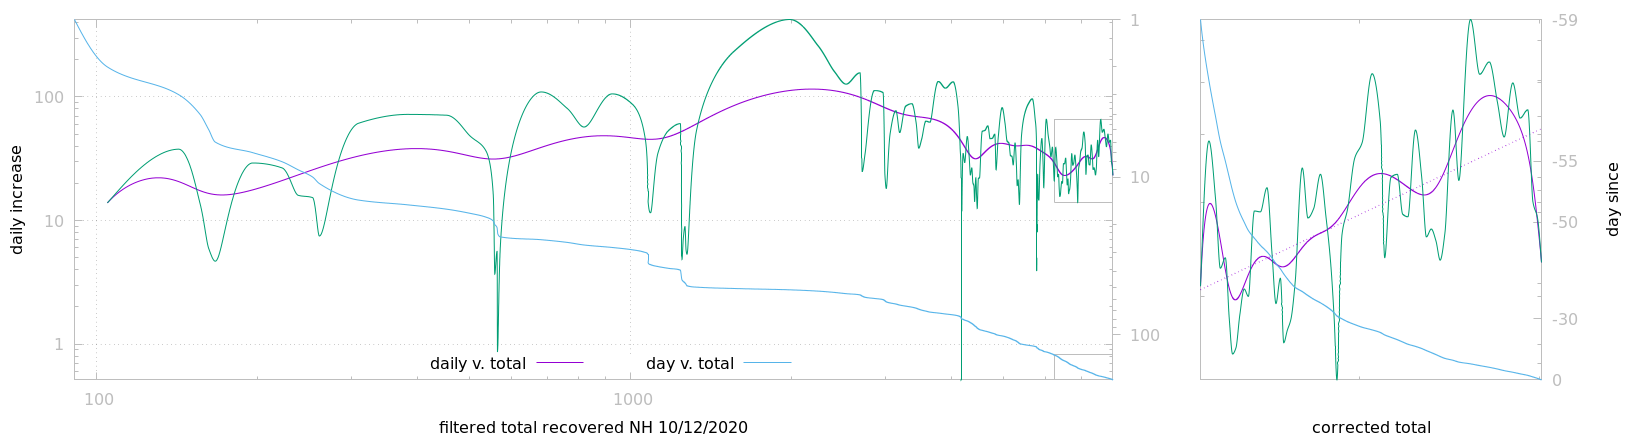 daily increase
100
10
1
100
1000
filtered total recovered NH 10/12/2020
daily v. total
day v. total
1
10
100
-59
-55
-50
-30
0
day since
corrected total